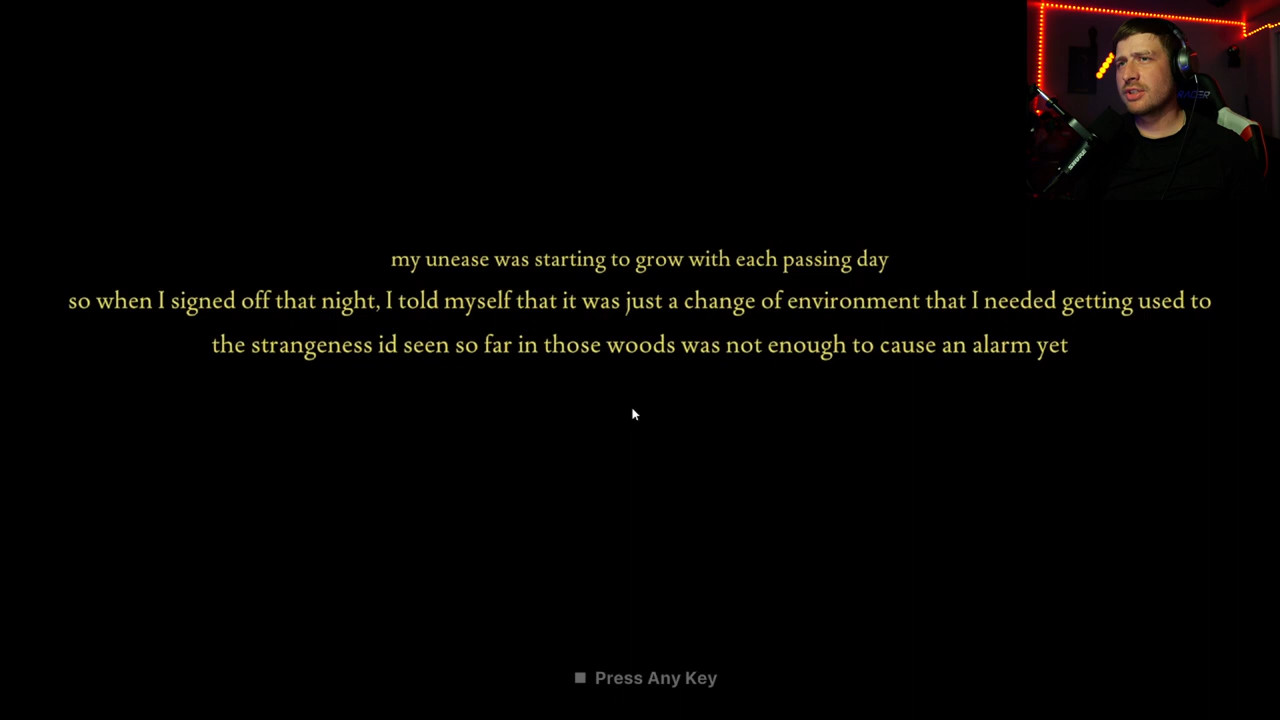 my unease was starting to grow with each passing day
so when I signed off that night, I told myself that it was just a change of environment that I needed getting used to
the strangeness id seen so far in those woods was not enough to cause an alarm yet
Press Any Key
SHURE